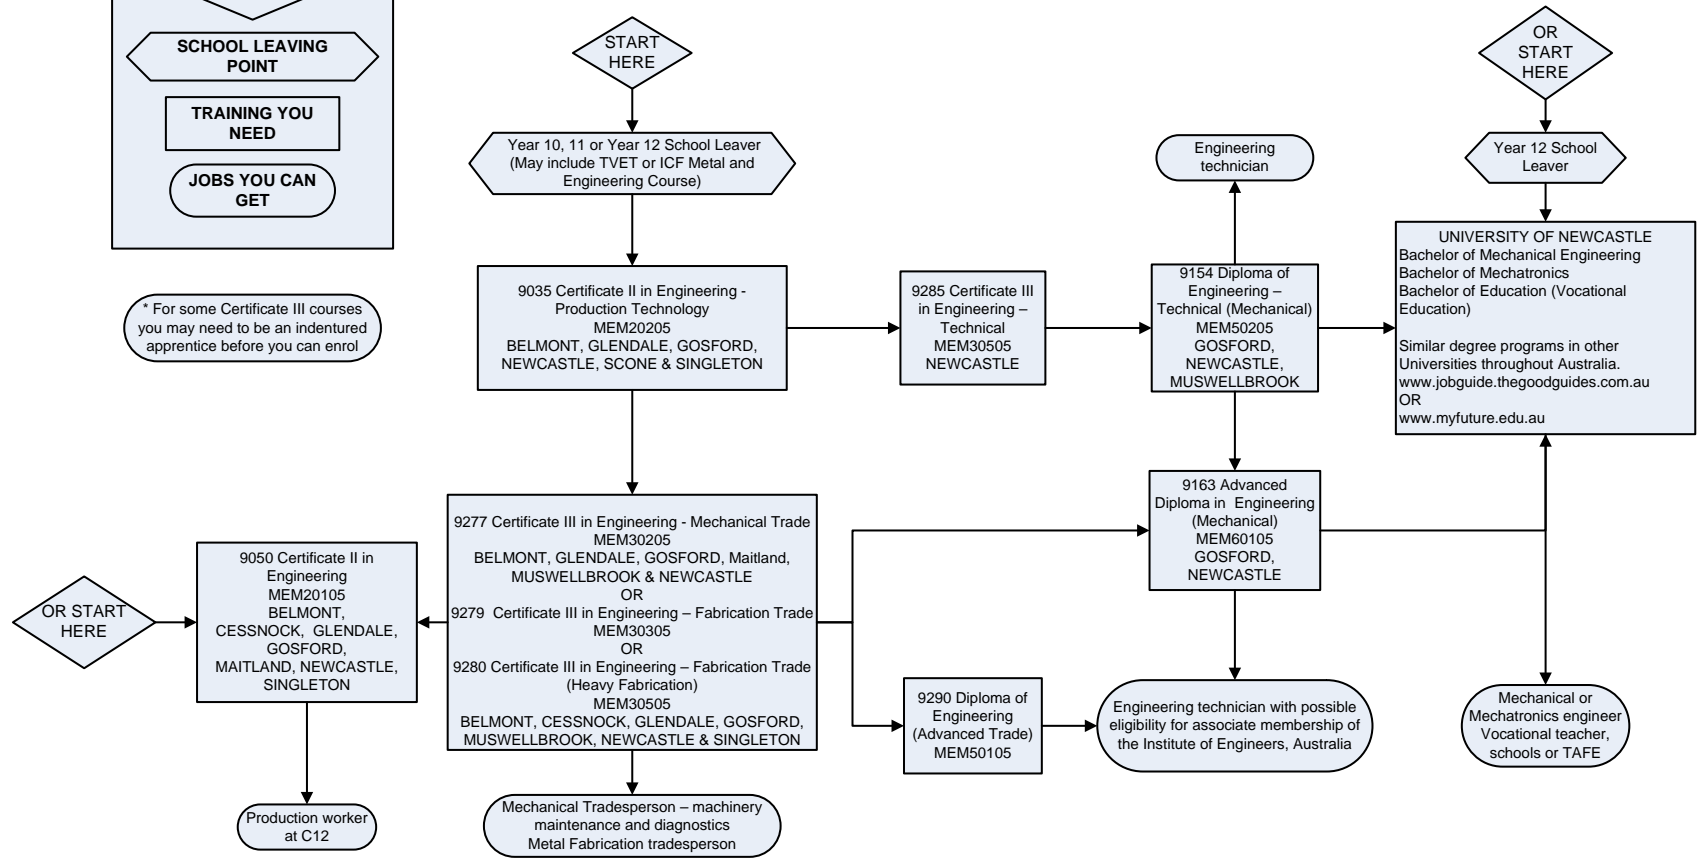 SCHOOL LEAVING
POINT
TRAINING YOU
NEED
JOBS YOU CAN
GET
* For some Certificate III courses
you may need to be an indentured
apprentice before you can enrol
START
HERE
Year 10, 11 or Year 12 School Leaver
(May include TVET or ICF Metal and
Engineering Course)
9035 Certificate II in Engineering -
Production Technology
MEM20205
BELMONT, GLENDALE, GOSFORD,
NEWCASTLE, SCONE & SINGLETON
9285 Certificate III
in Engineering –
Technical
MEM30505
NEWCASTLE
Engineering
technician
9154 Diploma of
Engineering –
Technical (Mechanical)
MEM50205
GOSFORD,
NEWCASTLE,
MUSWELLBROOK
OR
START
HERE
Year 12 School
Leaver
UNIVERSITY OF NEWCASTLE
Bachelor of Mechanical Engineering
Bachelor of Mechatronics
Bachelor of Education (Vocational
Education)
Similar degree programs in other
Universities throughout Australia.
www.jobguide.thegoodguides.com.au
OR
www.myfuture.edu.au
OR START
HERE
9050 Certificate II in
Engineering
MEM20105
BELMONT,
CESSNOCK, GLENDALE,
GOSFORD,
MAITLAND, NEWCASTLE,
SINGLETON
9277 Certificate III in Engineering - Mechanical Trade
MEM30205
BELMONT, GLENDALE, GOSFORD, Maitland,
MUSWELLBROOK & NEWCASTLE
OR
9279 Certificate III in Engineering – Fabrication Trade
MEM30305
OR
9280 Certificate III in Engineering – Fabrication Trade
(Heavy Fabrication)
MEM30505
BELMONT, CESSNOCK, GLENDALE, GOSFORD,
MUSWELLBROOK, NEWCASTLE & SINGLETON
9163 Advanced
Diploma in Engineering
(Mechanical)
MEM60105
GOSFORD,
NEWCASTLE
9290 Diploma of
Engineering
(Advanced Trade)
MEM50105
Engineering technician with possible
eligibility for associate membership of
the Institute of Engineers, Australia
Mechanical or
Mechatronics engineer
Vocational teacher,
schools or TAFE
Production worker
at C12
Mechanical Tradesperson – machinery
maintenance and diagnostics
Metal Fabrication tradesperson